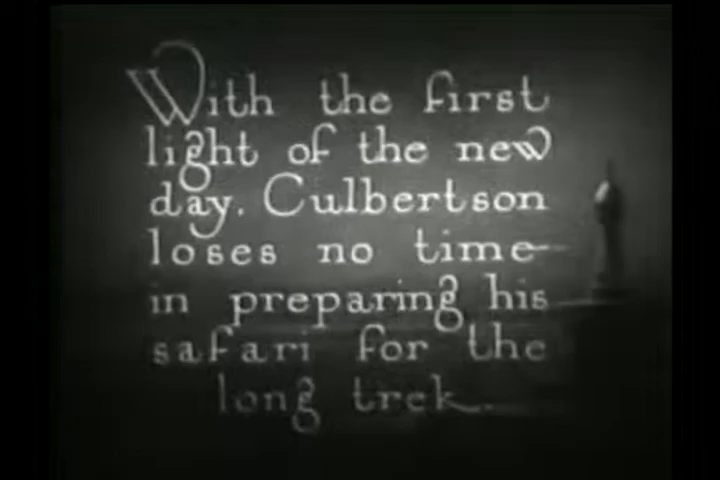 With the first
light of the new
day. Culbertson
loses no time
in preparing his
safari for the
long trek.